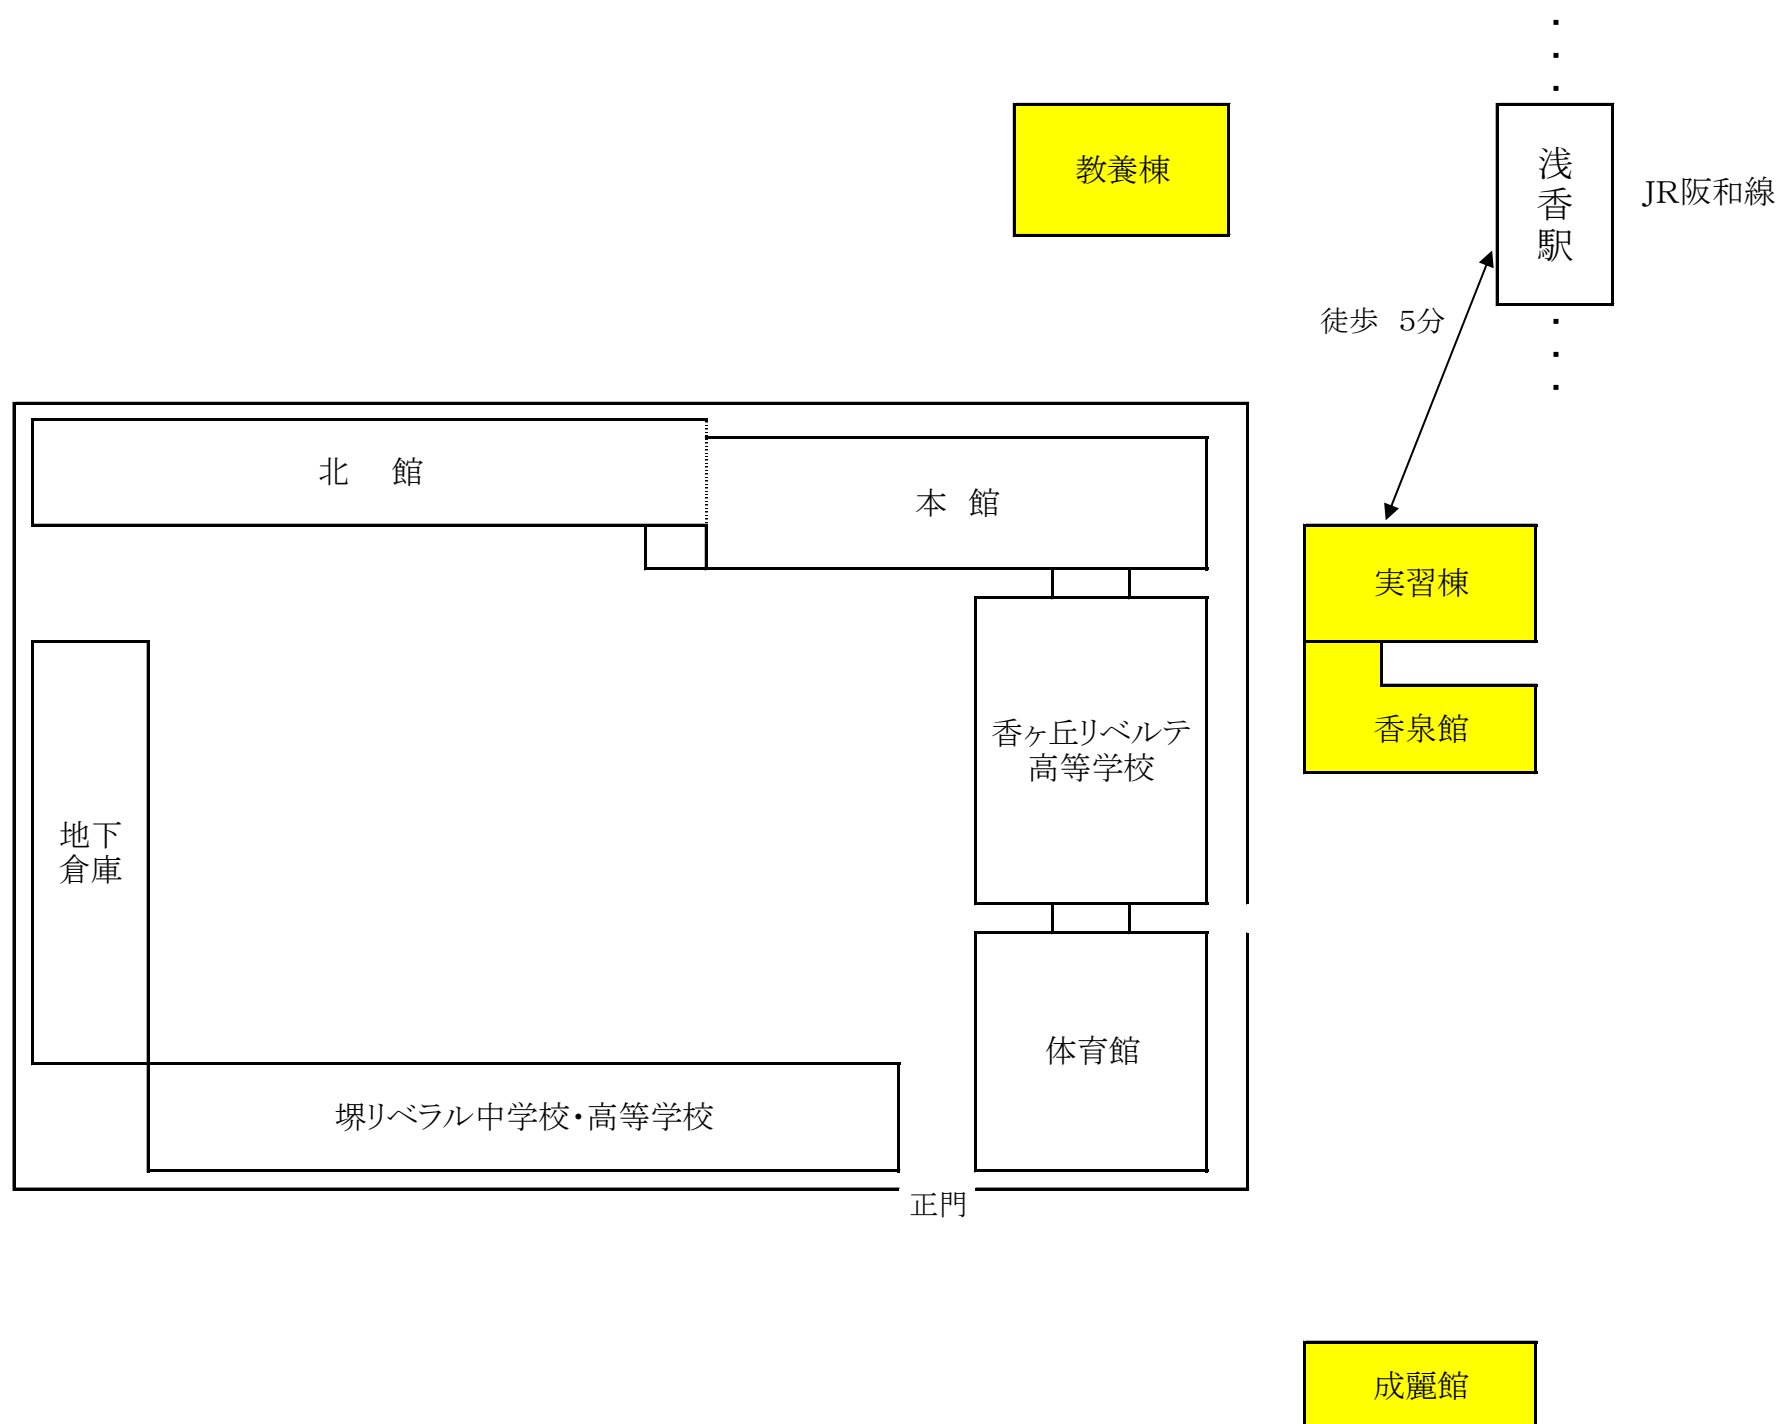 教養棟
浅香駅
JR阪和線
徒歩　5分
北　館
本　館
実習棟
香ヶ丘リベルテ
高等学校
香泉館
地下
倉庫
体育館
堺リベラル中学校・高等学校
正門
成麗館